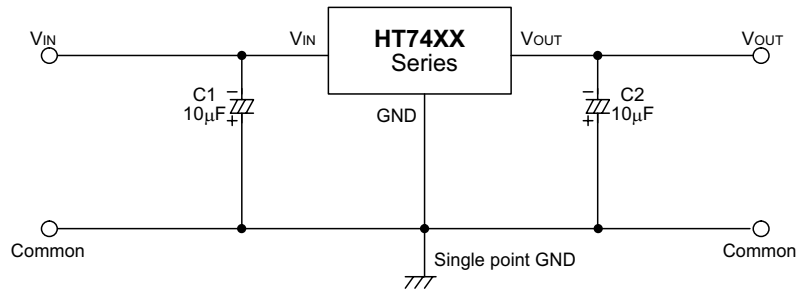 VIN
VIN
HT74XX
Series
VOUT
VOUT
C1
10μF
−
+
GND
−
+
C2
10μF
Common
Single point GND
Common